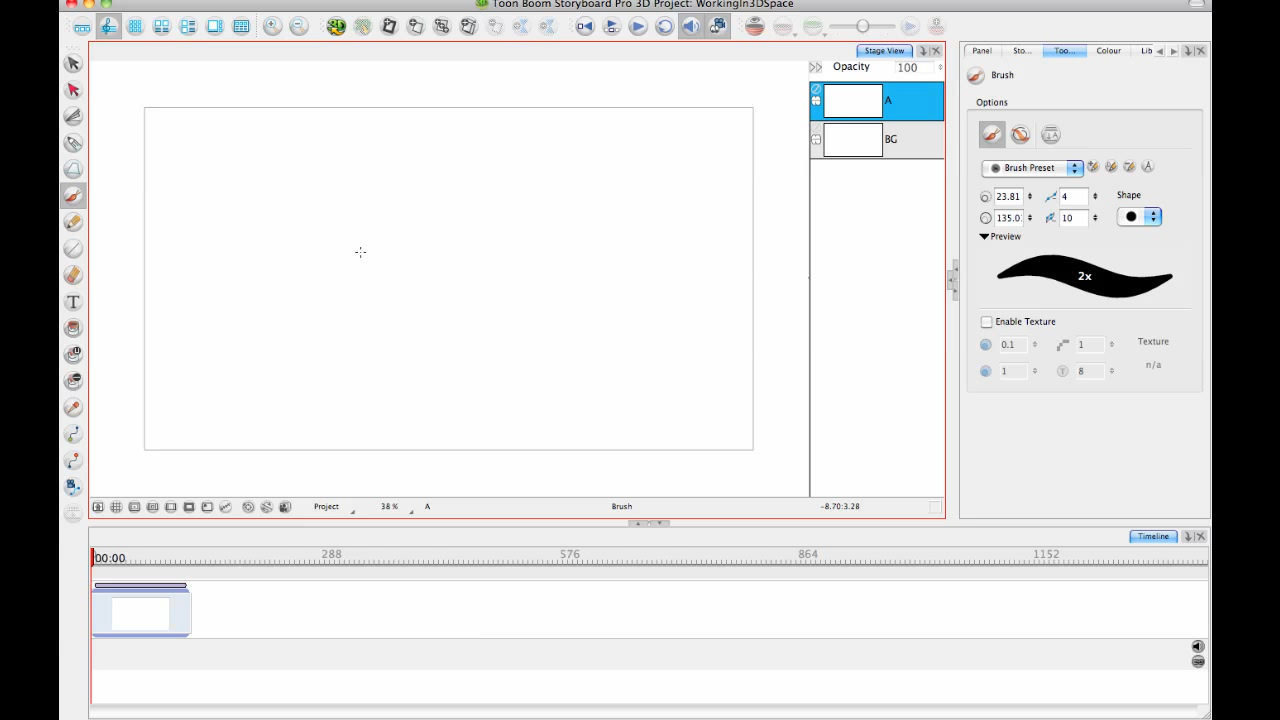 Toon Boom Storyboard Pro 3D Project: WorkingIn3DSpace
Stage View
Opacity 100
A
BG
Project 38 % A Brush -8.70:3.28
Panel Sto... Too... Colour Lib
Brush
Options
Brush Preset
23.81 4 Shape
135.0 10
Preview
2x
Enable Texture
0.1 1 Texture
1 8 n/a
T
Timeline
00:00 288 576 864 1152